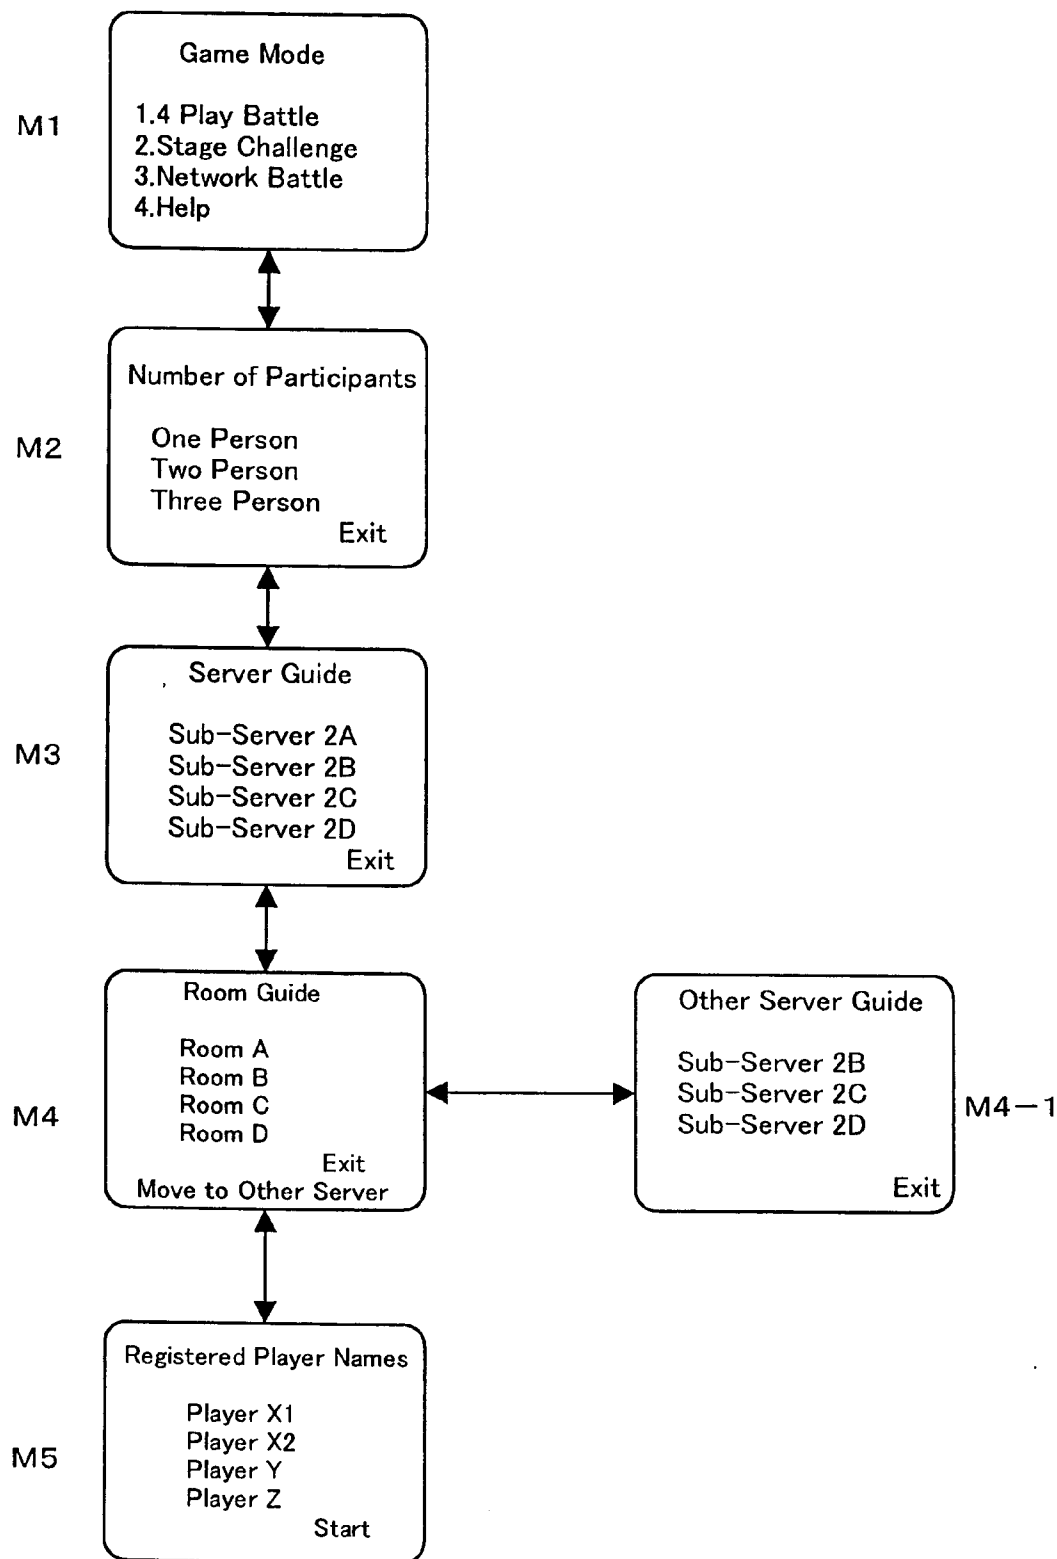 M1
Game Mode
1.4 Play Battle
2.Stage Challenge
3.Network Battle
4.Help
M2
Number of Participants
One Person
Two Person
Three Person
Exit
M3
Server Guide
Sub-Server 2A
Sub-Server 2B
Sub-Server 2C
Sub-Server 2D
Exit
M4
Room Guide
Room A
Room B
Room C
Room D
Exit
Move to Other Server
Other Server Guide
Sub-Server 2B
Sub-Server 2C
Sub-Server 2D
Exit
M4-1
M5
Registered Player Names
Player X1
Player X2
Player Y
Player Z
Start